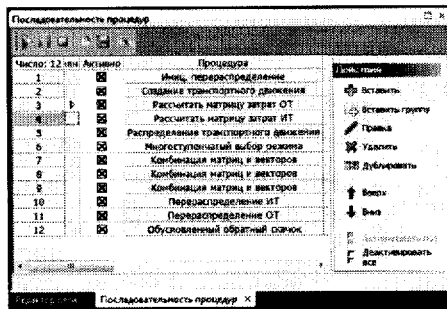 Последовательность процедур
Число: 12 Активно Процедура
1 Иниц. перераспределение
2 Создание транспортного движения
3 Рассчитать матрицу затрат ОТ
4 Рассчитать матрицу затрат ИТ
5 Распределение транспортного движения
6 Многоступенчатый выбор режима
7 Комбинация матриц и векторов
8 Комбинация матриц и векторов
9 Комбинация матриц и векторов
10 Перераспределение ИТ
11 Перераспределение ОТ
12 Обусловленный обратный скачок
Действия
Вставить
Вставить группу
Правка
Удалить
Дублировать
Вверх
Вниз
Деактивировать все
Редактор сети Последовательность процедур